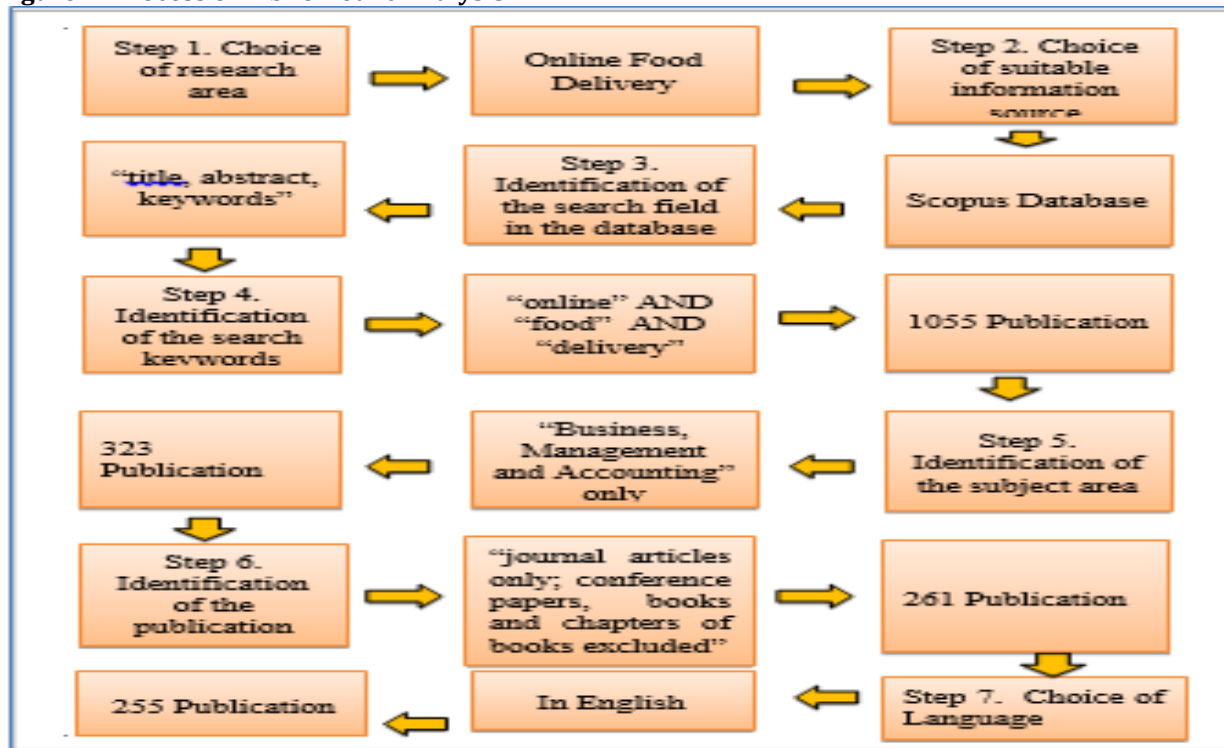 Step 1. Choice
of research
area
Online Food
Delivery
Step 2. Choice
of suitable
information
source
Scopus Database
Step 3.
Identification of
the search field
in the database
“title, abstract,
keywords”
Step 4.
Identification
of the search
keywords
“online” AND
“food” AND
“delivery”
1055 Publication
Step 5.
Identification of
the subject area
“Business,
Management
and Accounting”
only
323
Publication
Step 6.
Identification
of the
publication
“journal articles
only; conference
papers, books
and chapters of
books excluded”
261 Publication
Step 7. Choice of
Language
In English
255 Publication